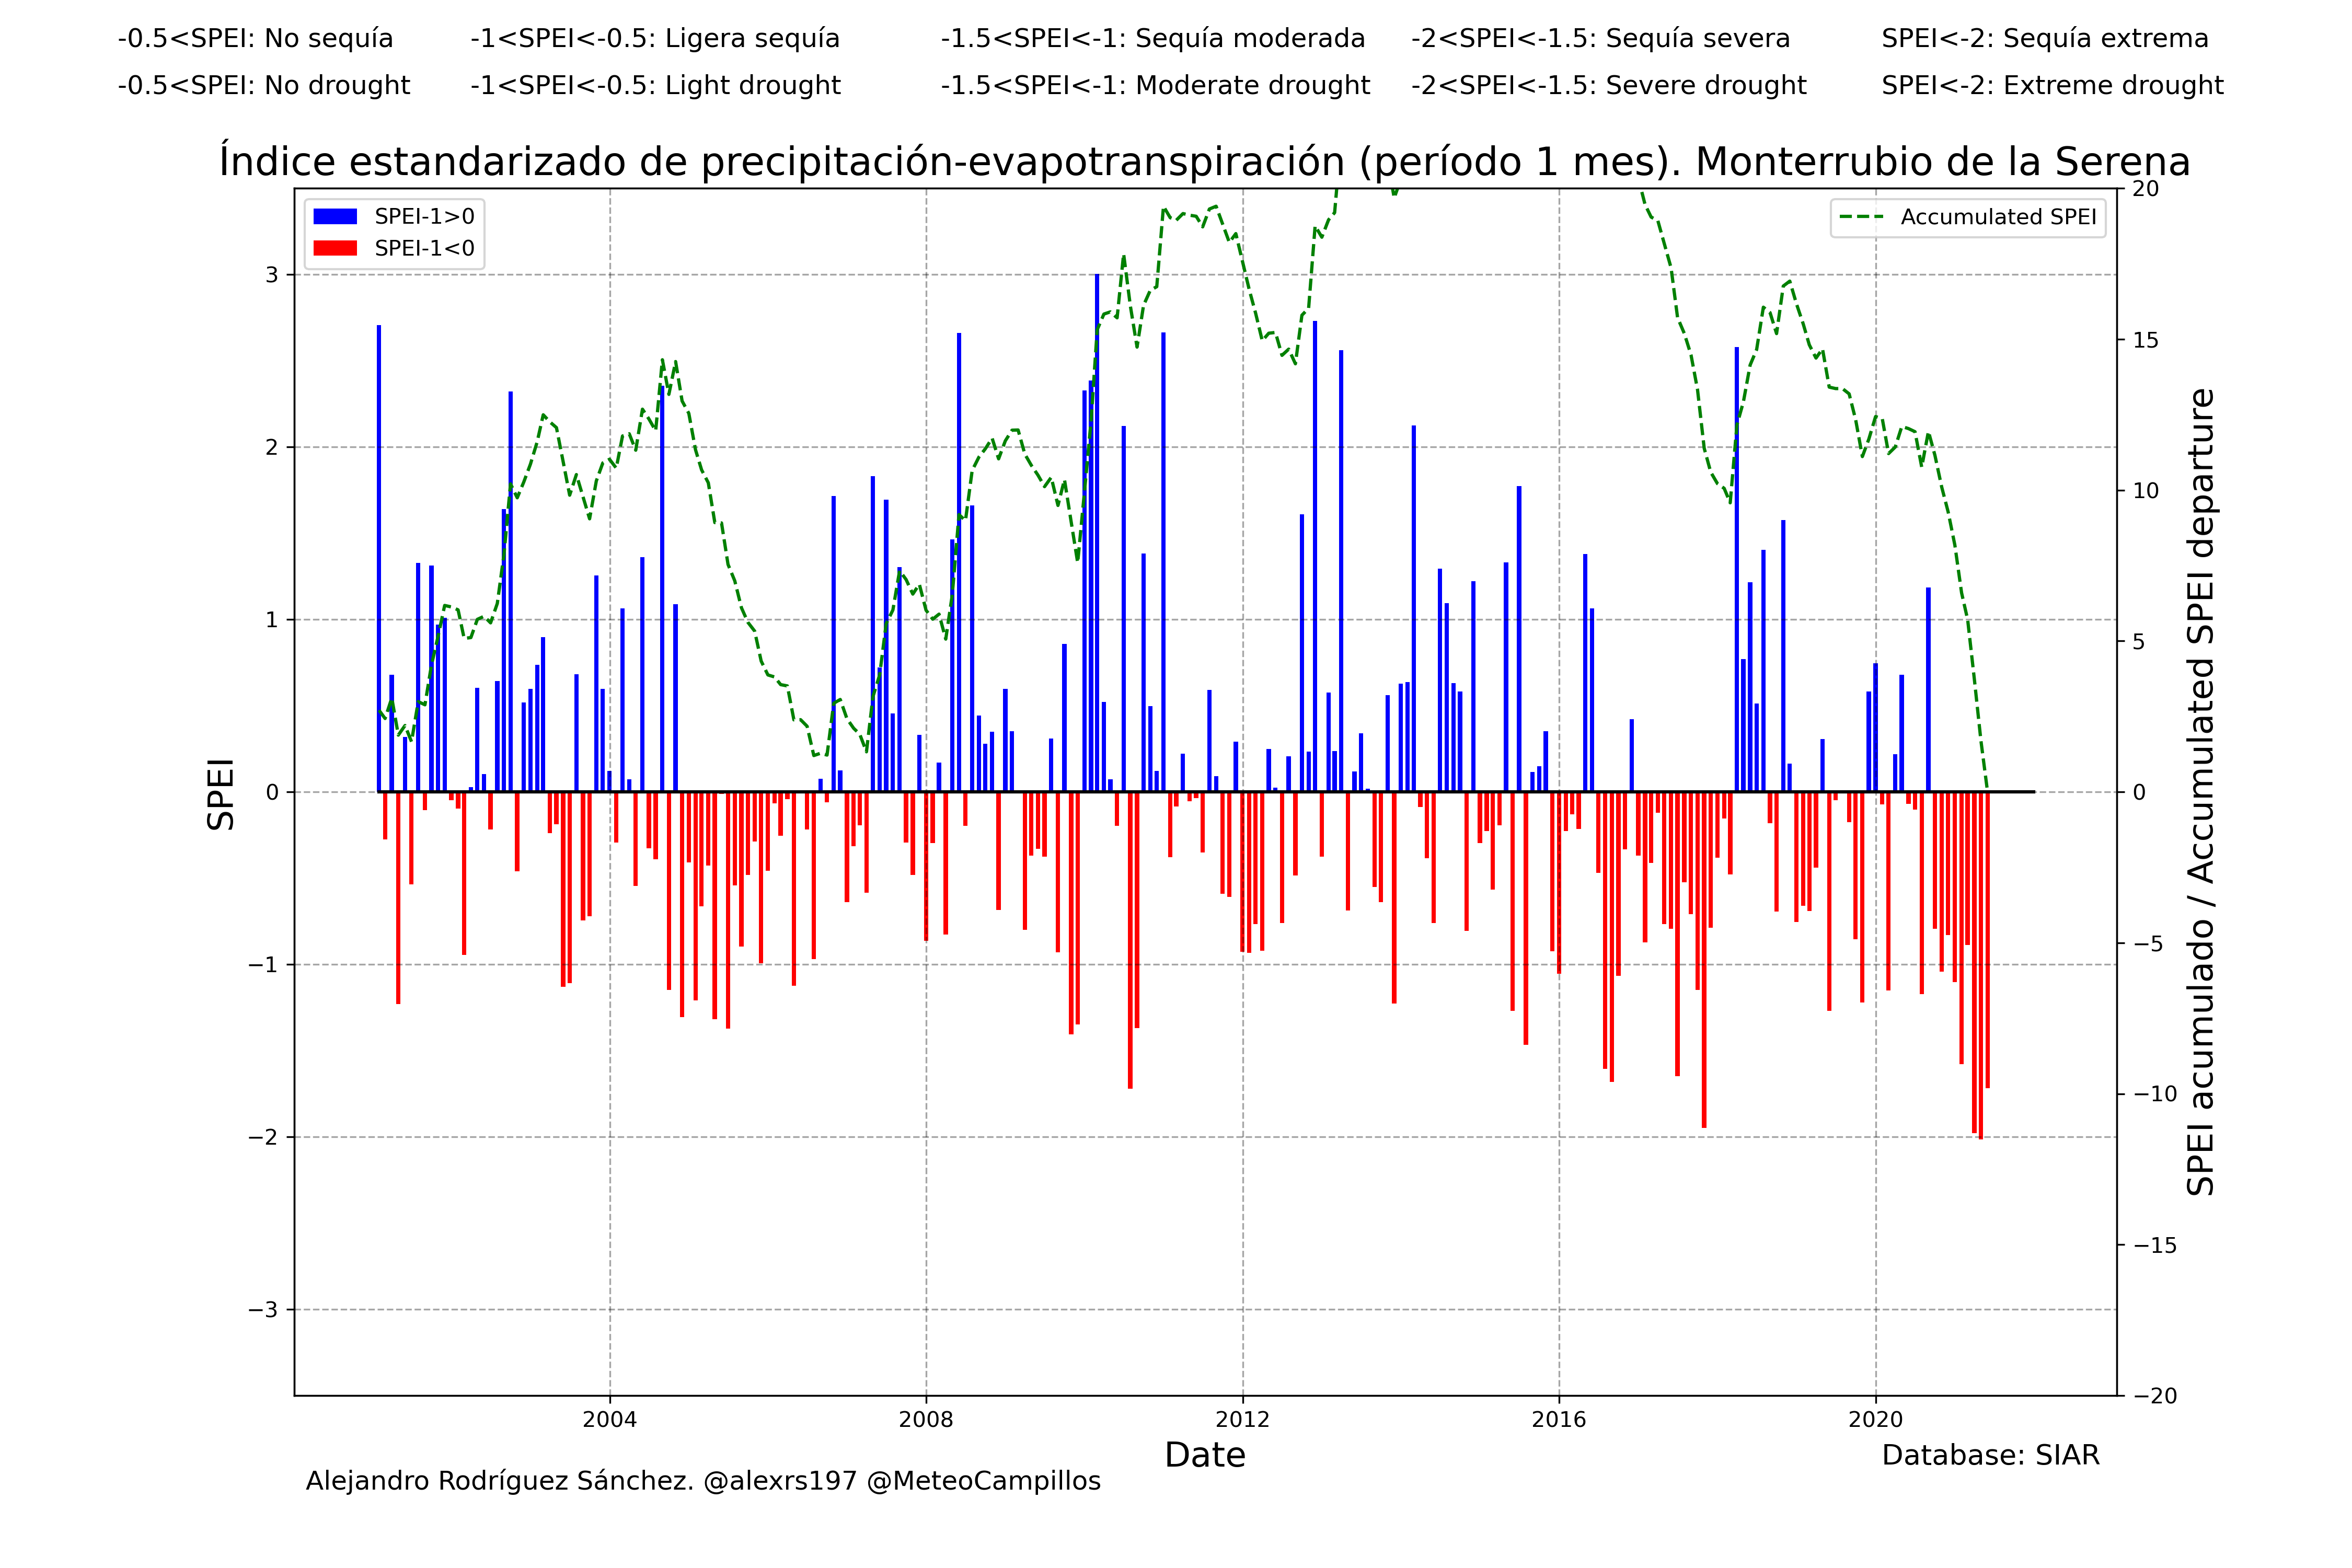 -0.5<SPEI: No sequía -1<SPEI<-0.5: Ligera sequía -1.5<SPEI<-1: Sequía moderada -2<SPEI<-1.5: Sequía severa SPEI<-2: Sequía extrema
-0.5<SPEI: No drought -1<SPEI<-0.5: Light drought -1.5<SPEI<-1: Moderate drought -2<SPEI<-1.5: Severe drought SPEI<-2: Extreme drought
Índice estandarizado de precipitación-evapotranspiración (período 1 mes). Monterrubio de la Serena
SPEI-1>0
SPEI-1<0
Accumulated SPEI
SPEI
3
2
1
0
−1
−2
−3
20
15
10
5
0
−5
−10
−15
−20
SPEI acumulado / Accumulated SPEI departure
2004 2008 2012 2016 2020
Date
Database: SIAR
Alejandro Rodríguez Sánchez. @alexrs197 @MeteoCampillos